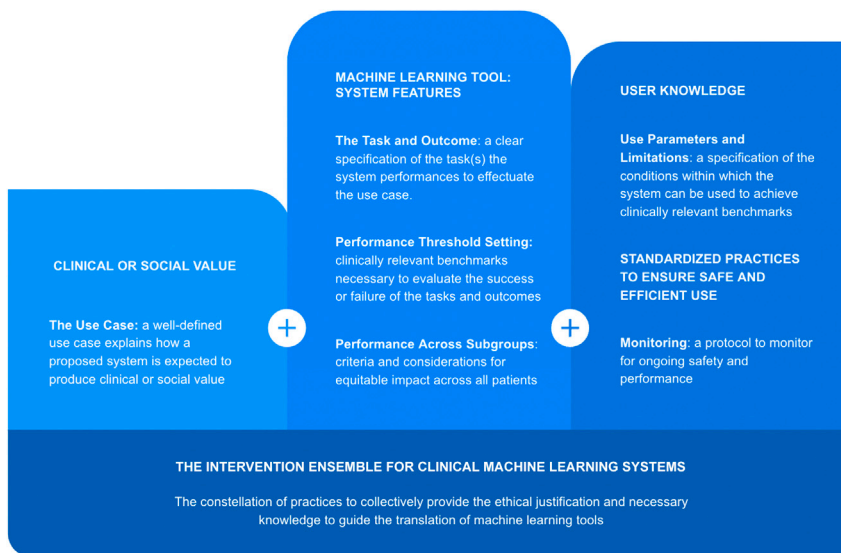 CLINICAL OR SOCIAL VALUE
The Use Case: a well-defined
use case explains how a
proposed system is expected to
produce clinical or social value
+
MACHINE LEARNING TOOL:
SYSTEM FEATURES
The Task and Outcome: a clear
specification of the task(s) the
system performances to effectuate
the use case.
Performance Threshold Setting:
clinically relevant benchmarks
necessary to evaluate the success
or failure of the tasks and outcomes
Performance Across Subgroups:
criteria and considerations for
equitable impact across all patients
+
USER KNOWLEDGE
Use Parameters and
Limitations: a specification of the
conditions within which the
system can be used to achieve
clinically relevant benchmarks
STANDARDIZED PRACTICES
TO ENSURE SAFE AND
EFFICIENT USE
Monitoring: a protocol to monitor
for ongoing safety and
performance
THE INTERVENTION ENSEMBLE FOR CLINICAL MACHINE LEARNING SYSTEMS
The constellation of practices to collectively provide the ethical justification and necessary
knowledge to guide the translation of machine learning tools